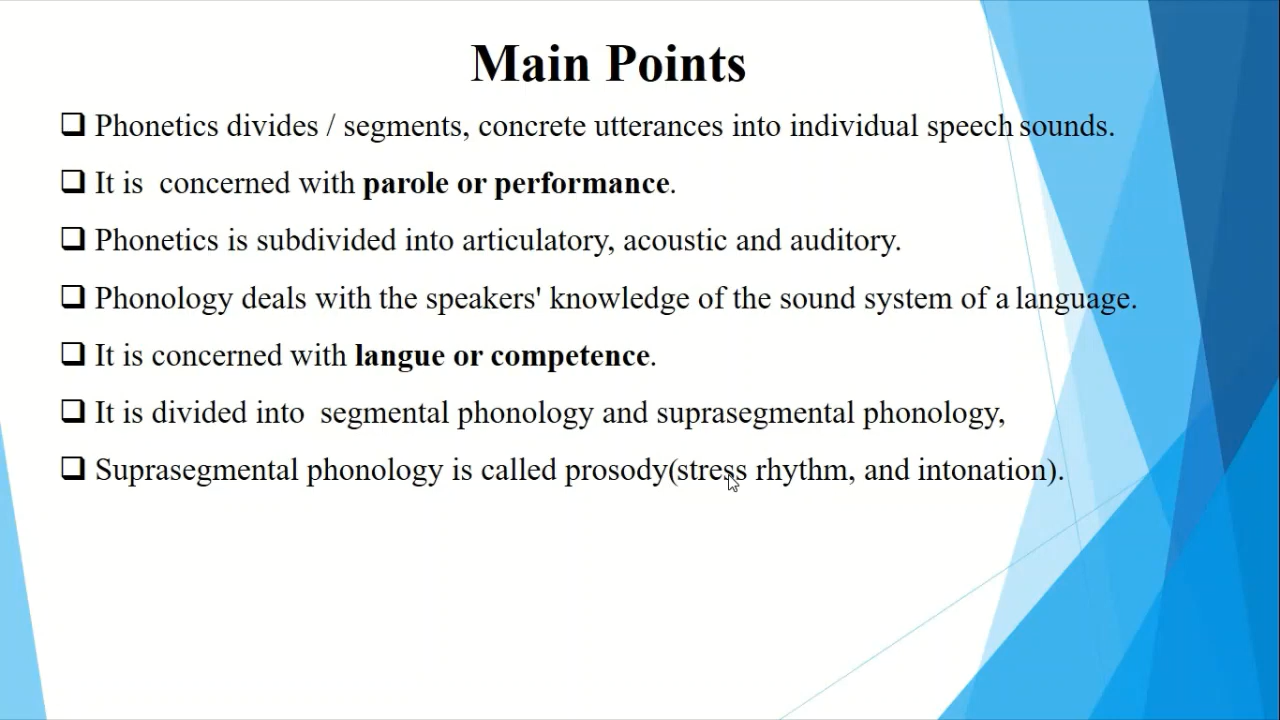 Main Points
❑ Phonetics divides / segments, concrete utterances into individual speech sounds.
❑ It is  concerned with parole or performance.
❑ Phonetics is subdivided into articulatory, acoustic and auditory.
❑ Phonology deals with the speakers' knowledge of the sound system of a language.
❑ It is concerned with langue or competence.
❑ It is divided into  segmental phonology and suprasegmental phonology,
❑ Suprasegmental phonology is called prosody(stress rhythm, and intonation).